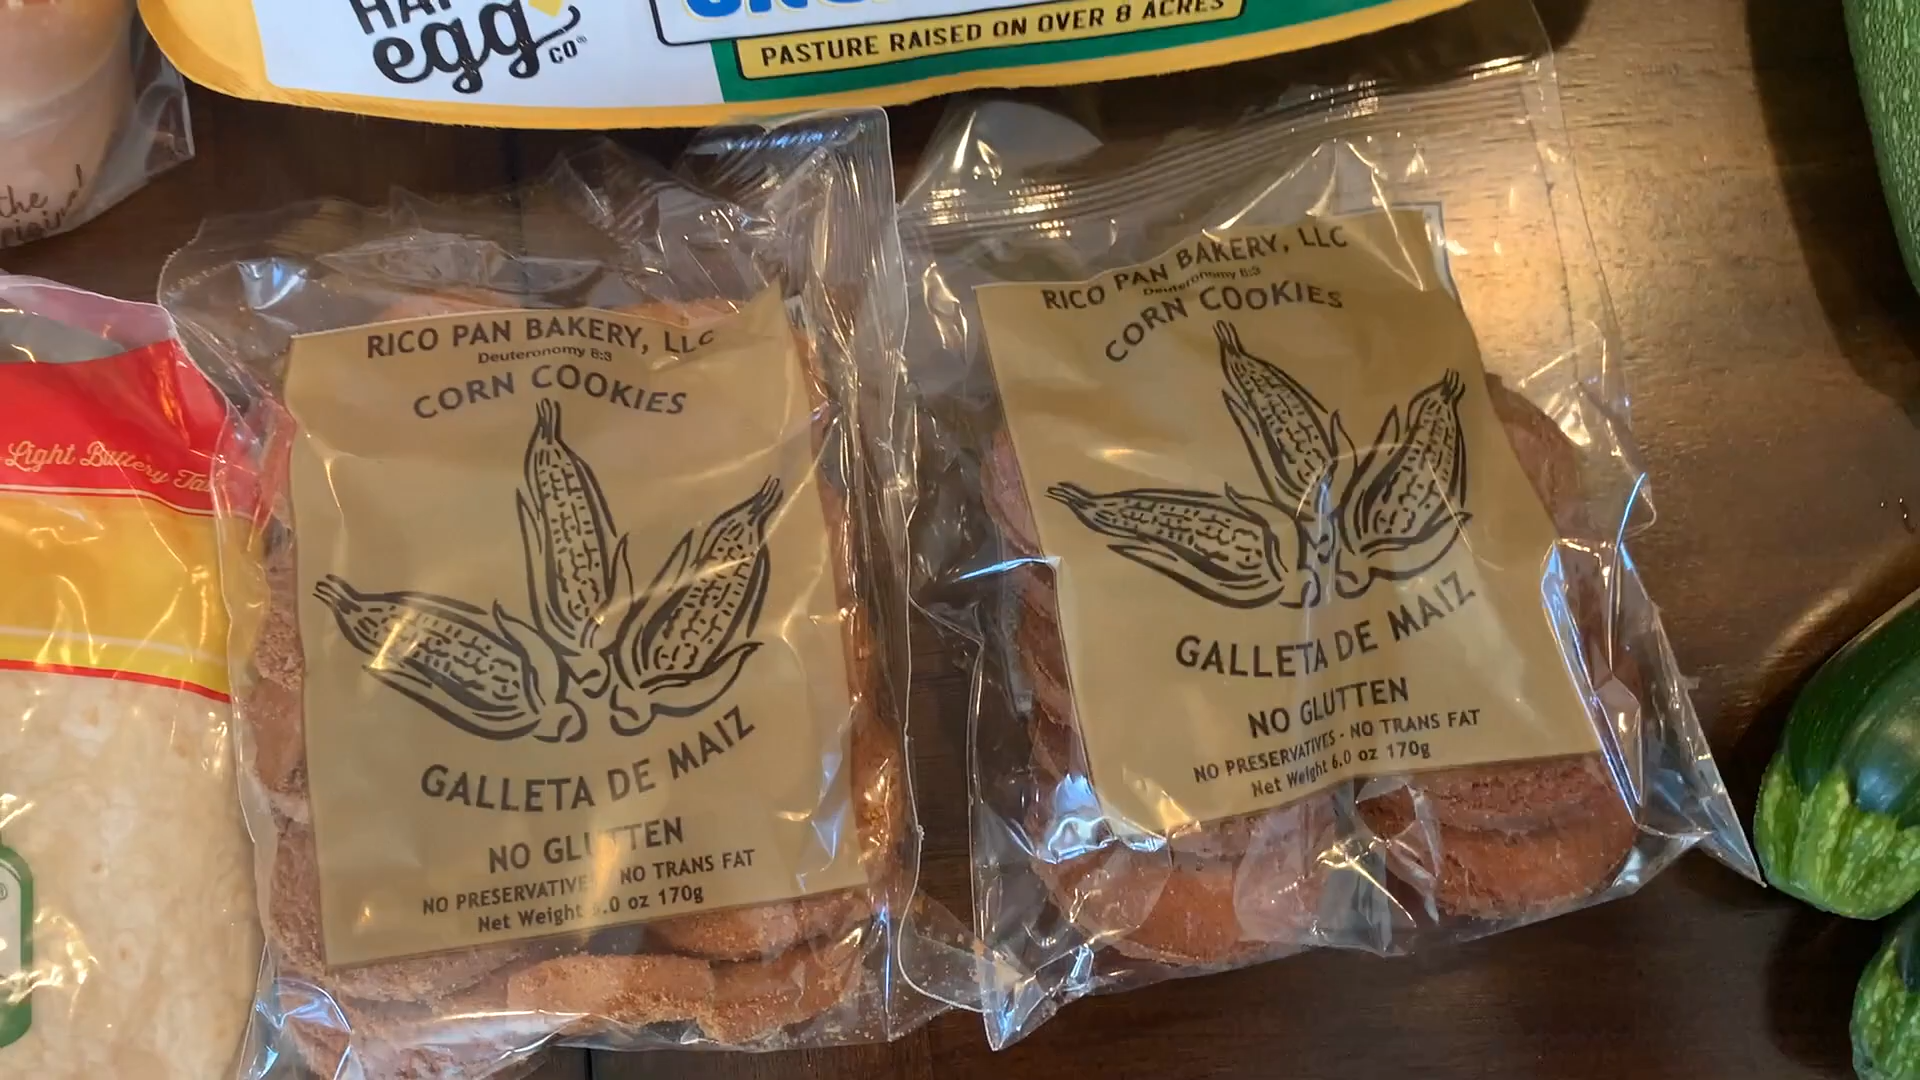 egg
CO
PASTURE RAISED ON OVER 8 ACRES
the
Light Buttery
RICO PAN BAKERY, LLC
Deuteronomy 8:3
CORN COOKIES
GALLETA DE MAIZ
NO GLUTTEN
NO TRANS FAT
Net Weight .0 oz 170g
RICO PAN BAKERY, LLC
Deuteronomy 8:3
CORN COOKIES
GALLETA DE MAIZ
NO GLUTTEN
NO PRESERVATIVES - NO TRANS FAT
Net Weight 6.0 oz 170g